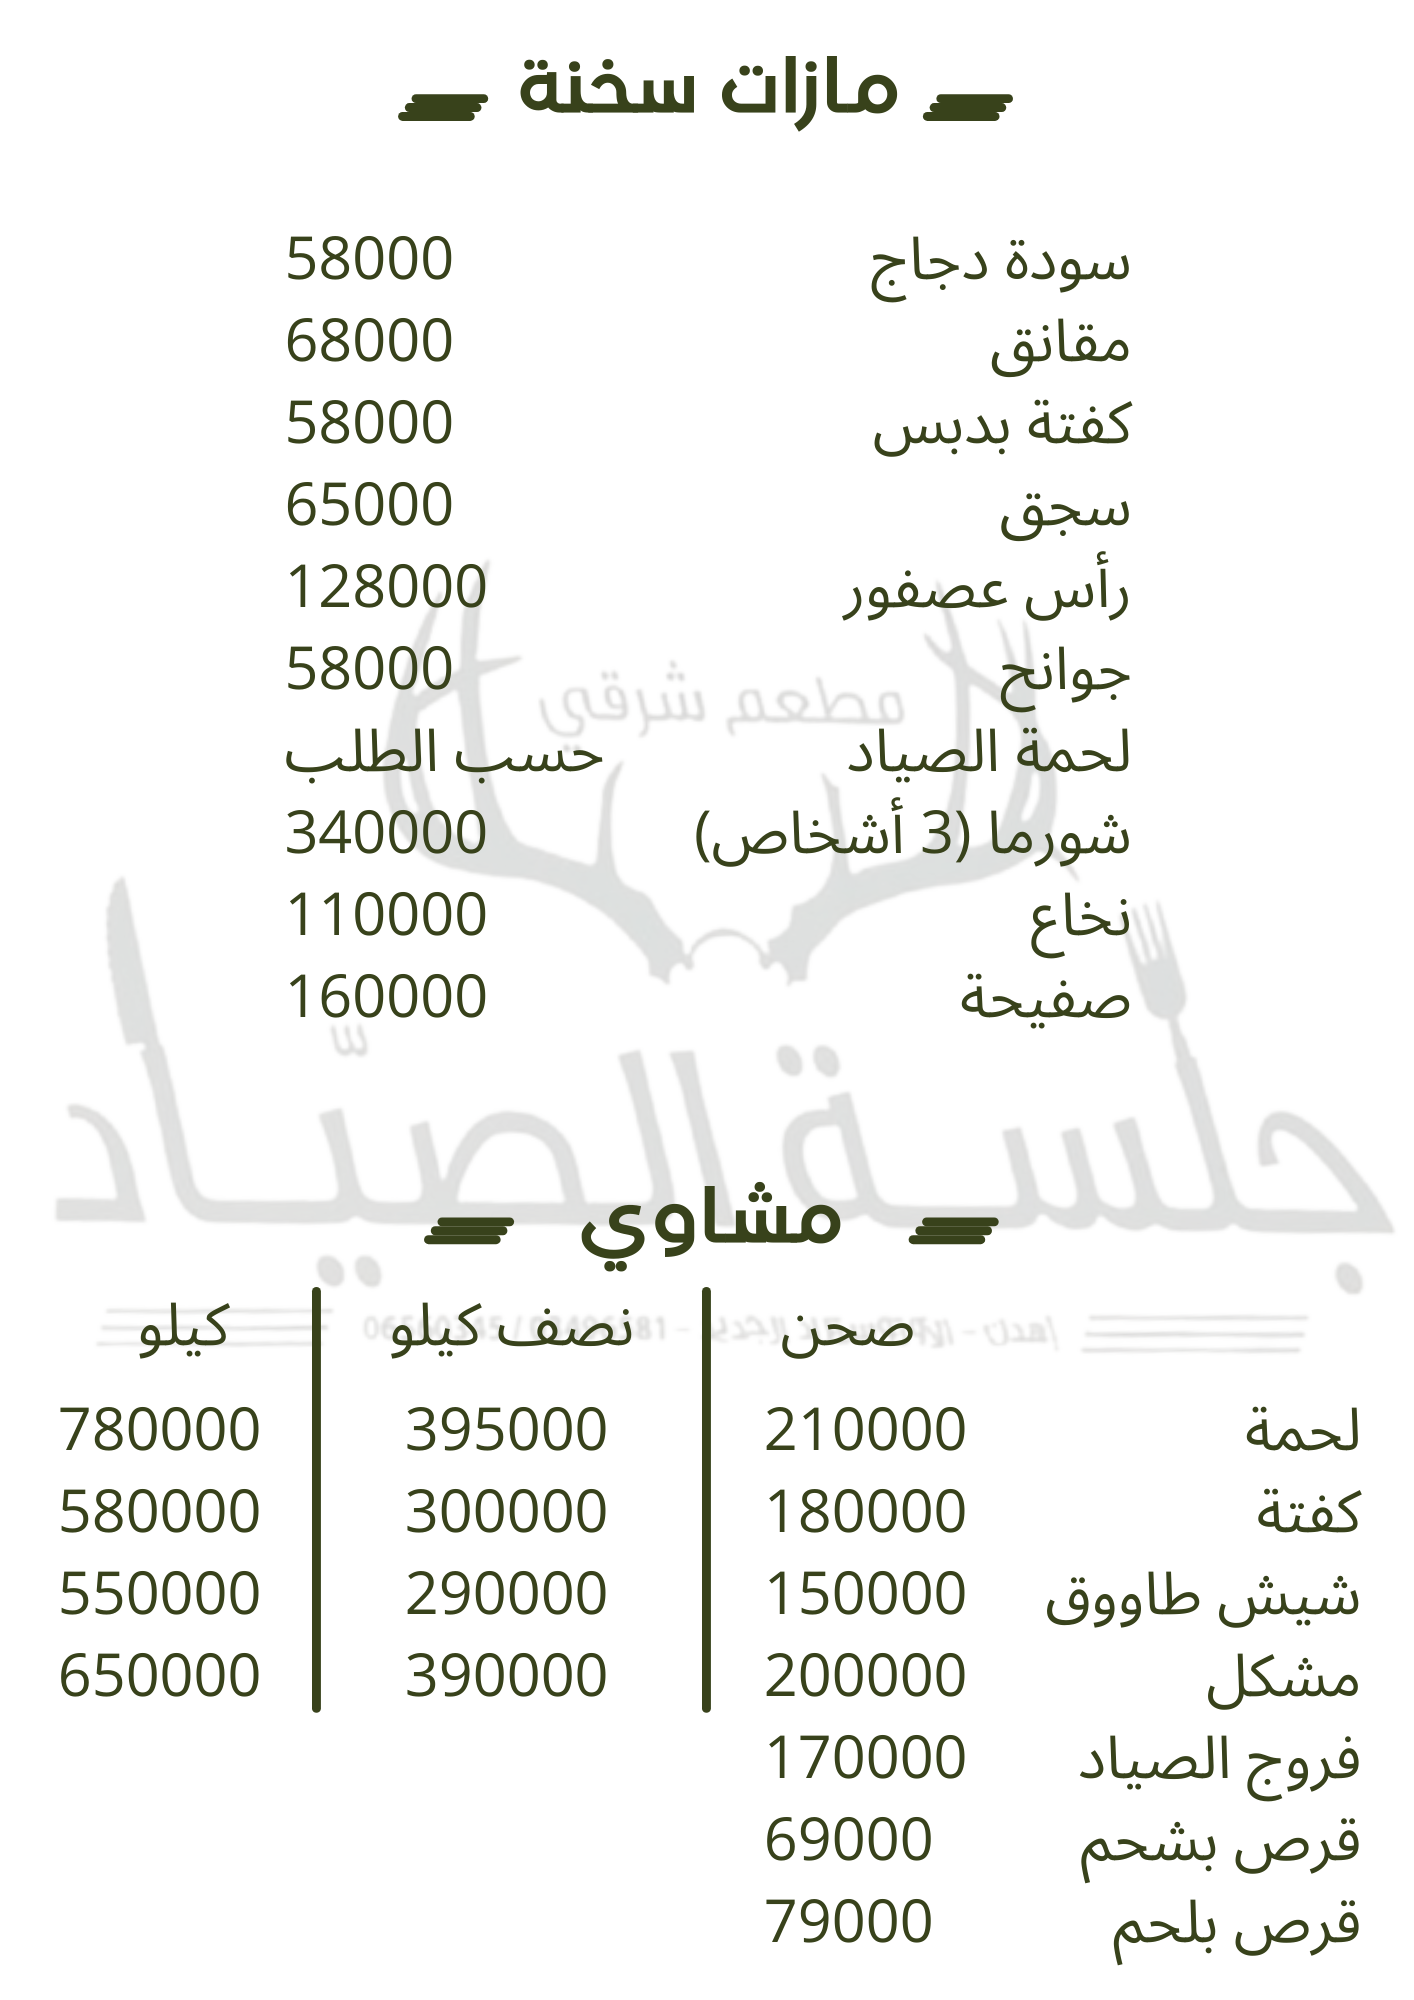 مازات سخنة
سودة دجاج 58000
مقانق 68000
كفتة بدبس 58000
سجق 65000
رأس عصفور 128000
جوانح 58000
لحمة الصياد حسب الطلب
شورما (3 أشخاص) 340000
نخاع 110000
صفيحة 160000
مطعم شرقي
جلسة الصيّاد
مشاوي
صحن نصف كيلو كيلو
لحمة 210000 395000 780000
كفتة 180000 300000 580000
شيش طاووق 150000 290000 550000
مشكل 200000 390000 650000
فروج الصياد 170000
قرص بشحم 69000
قرص بلحم 79000